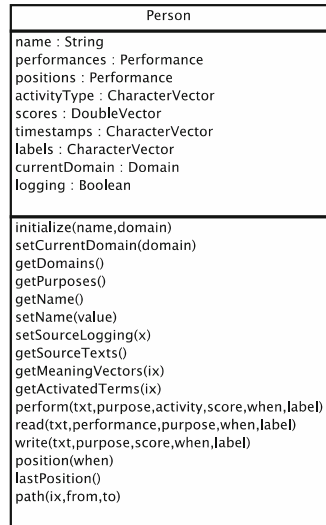 Person
name : String
performances : Performance
positions : Performance
activityType : CharacterVector
scores : DoubleVector
timestamps : CharacterVector
labels : CharacterVector
currentDomain : Domain
logging : Boolean
initialize(name,domain)
setCurrentDomain(domain)
getDomains()
getPurposes()
getName()
setName(value)
setSourceLogging(x)
getSourceTexts()
getMeaningVectors(ix)
getActivatedTerms(ix)
perform(txt,purpose,activity,score,when,label)
read(txt,performance,purpose,when,label)
write(txt,purpose,score,when,label)
position(when)
lastPosition()
path(ix,from,to)